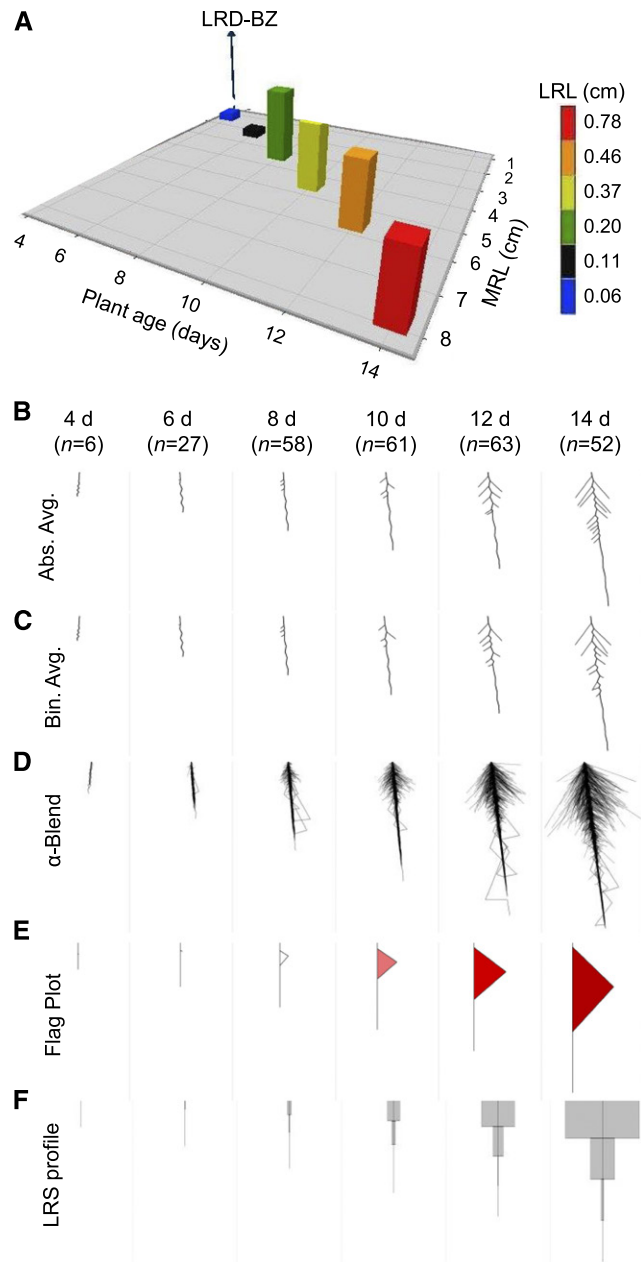 A
LRD-BZ
LRL (cm)
0.78
0.46
0.37
0.20
0.11
0.06
1
2
3
4
5
6
7
8
MRL (cm)
4
6
8
10
12
14
Plant age (days)
B
4 d
(n=6)
6 d
(n=27)
8 d
(n=58)
10 d
(n=61)
12 d
(n=63)
14 d
(n=52)
Abs. Avg.
C
Bin. Avg.
D
α-Blend
E
Flag Plot
F
LRS profile